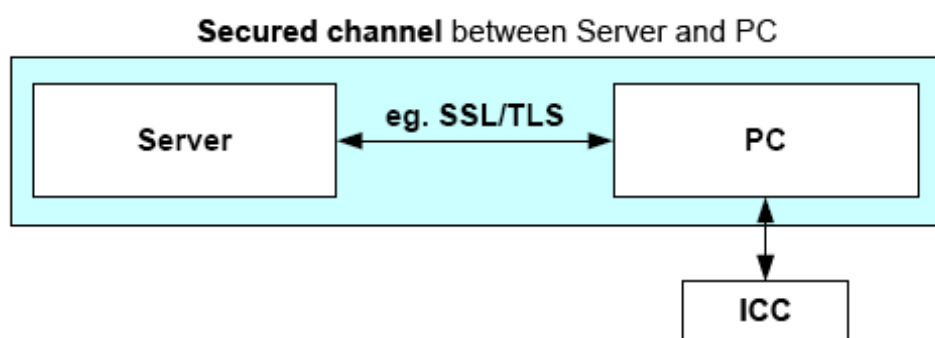 Secured channel between Server and PC
Server
eg. SSL/TLS
PC
ICC